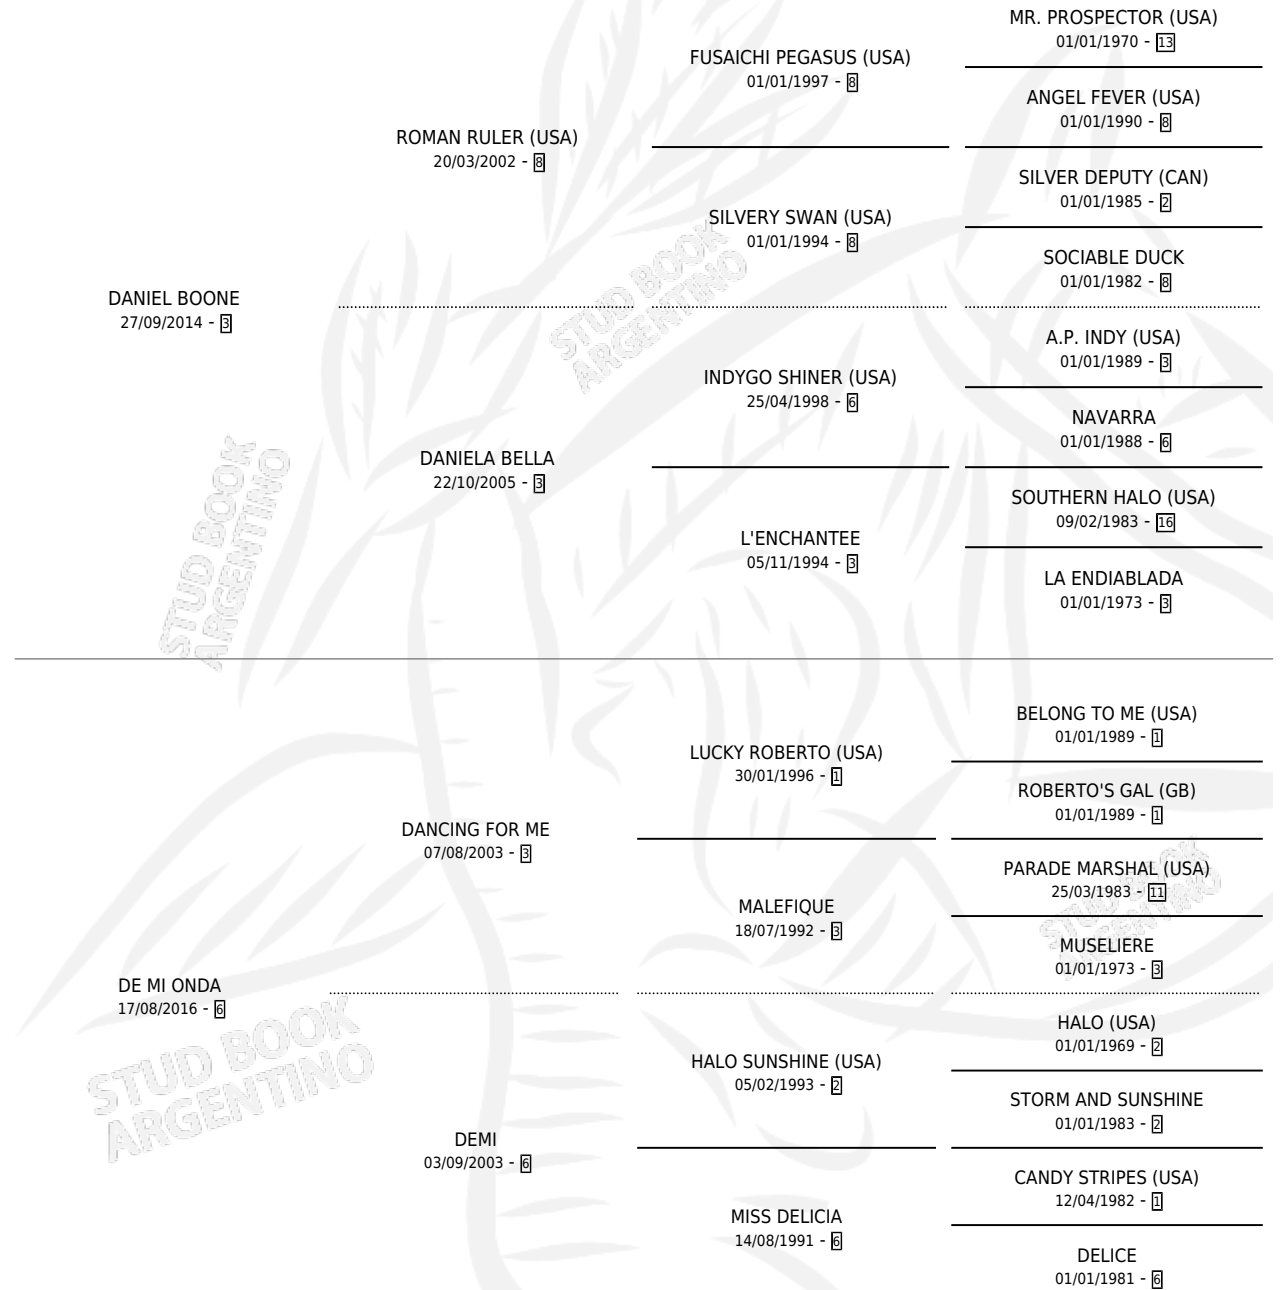 MR. PROSPECTOR (USA)
01/01/1970 - 13
FUSAICHI PEGASUS (USA)
01/01/1997 - 8
ANGEL FEVER (USA)
01/01/1990 - 8
ROMAN RULER (USA)
20/03/2002 - 8
SILVER DEPUTY (CAN)
01/01/1985 - 2
SILVERY SWAN (USA)
01/01/1994 - 8
SOCIABLE DUCK
01/01/1982 - 8
STUD BOOK
ARGENTINO
DANIEL BOONE
27/09/2014 - 3
A.P. INDY (USA)
01/01/1989 - 3
INDYGO SHINER (USA)
25/04/1998 - 6
NAVARRA
01/01/1988 - 6
DANIELA BELLA
22/10/2005 - 3
SOUTHERN HALO (USA)
09/02/1983 - 16
L'ENCHANTEE
05/11/1994 - 3
LA ENDIABLADA
01/01/1973 - 3
STUD BOOK
ARGENTINO
BELONG TO ME (USA)
01/01/1989 - 1
LUCKY ROBERTO (USA)
30/01/1996 - 1
ROBERTO'S GAL (GB)
01/01/1989 - 1
DANCING FOR ME
07/08/2003 - 3
PARADE MARSHAL (USA)
25/03/1983 - 11
MALEFIQUE
18/07/1992 - 3
MUSELIERE
01/01/1973 - 3
STUD BOOK
ARGENTINO
DE MI ONDA
17/08/2016 - 6
HALO (USA)
01/01/1969 - 2
HALO SUNSHINE (USA)
05/02/1993 - 2
STORM AND SUNSHINE
01/01/1983 - 2
STUD BOOK
ARGENTINO
DEMI
03/09/2003 - 6
CANDY STRIPES (USA)
12/04/1982 - 1
MISS DELICIA
14/08/1991 - 6
DELICE
01/01/1981 - 6